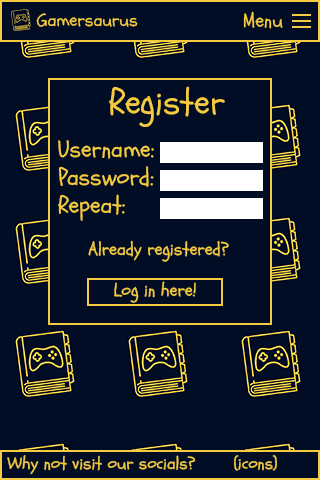 Gamersaurus
Menu
Register
Username:
Password:
Repeat:
Already registered?
Log in here!
Why not visit our socials? (icons)